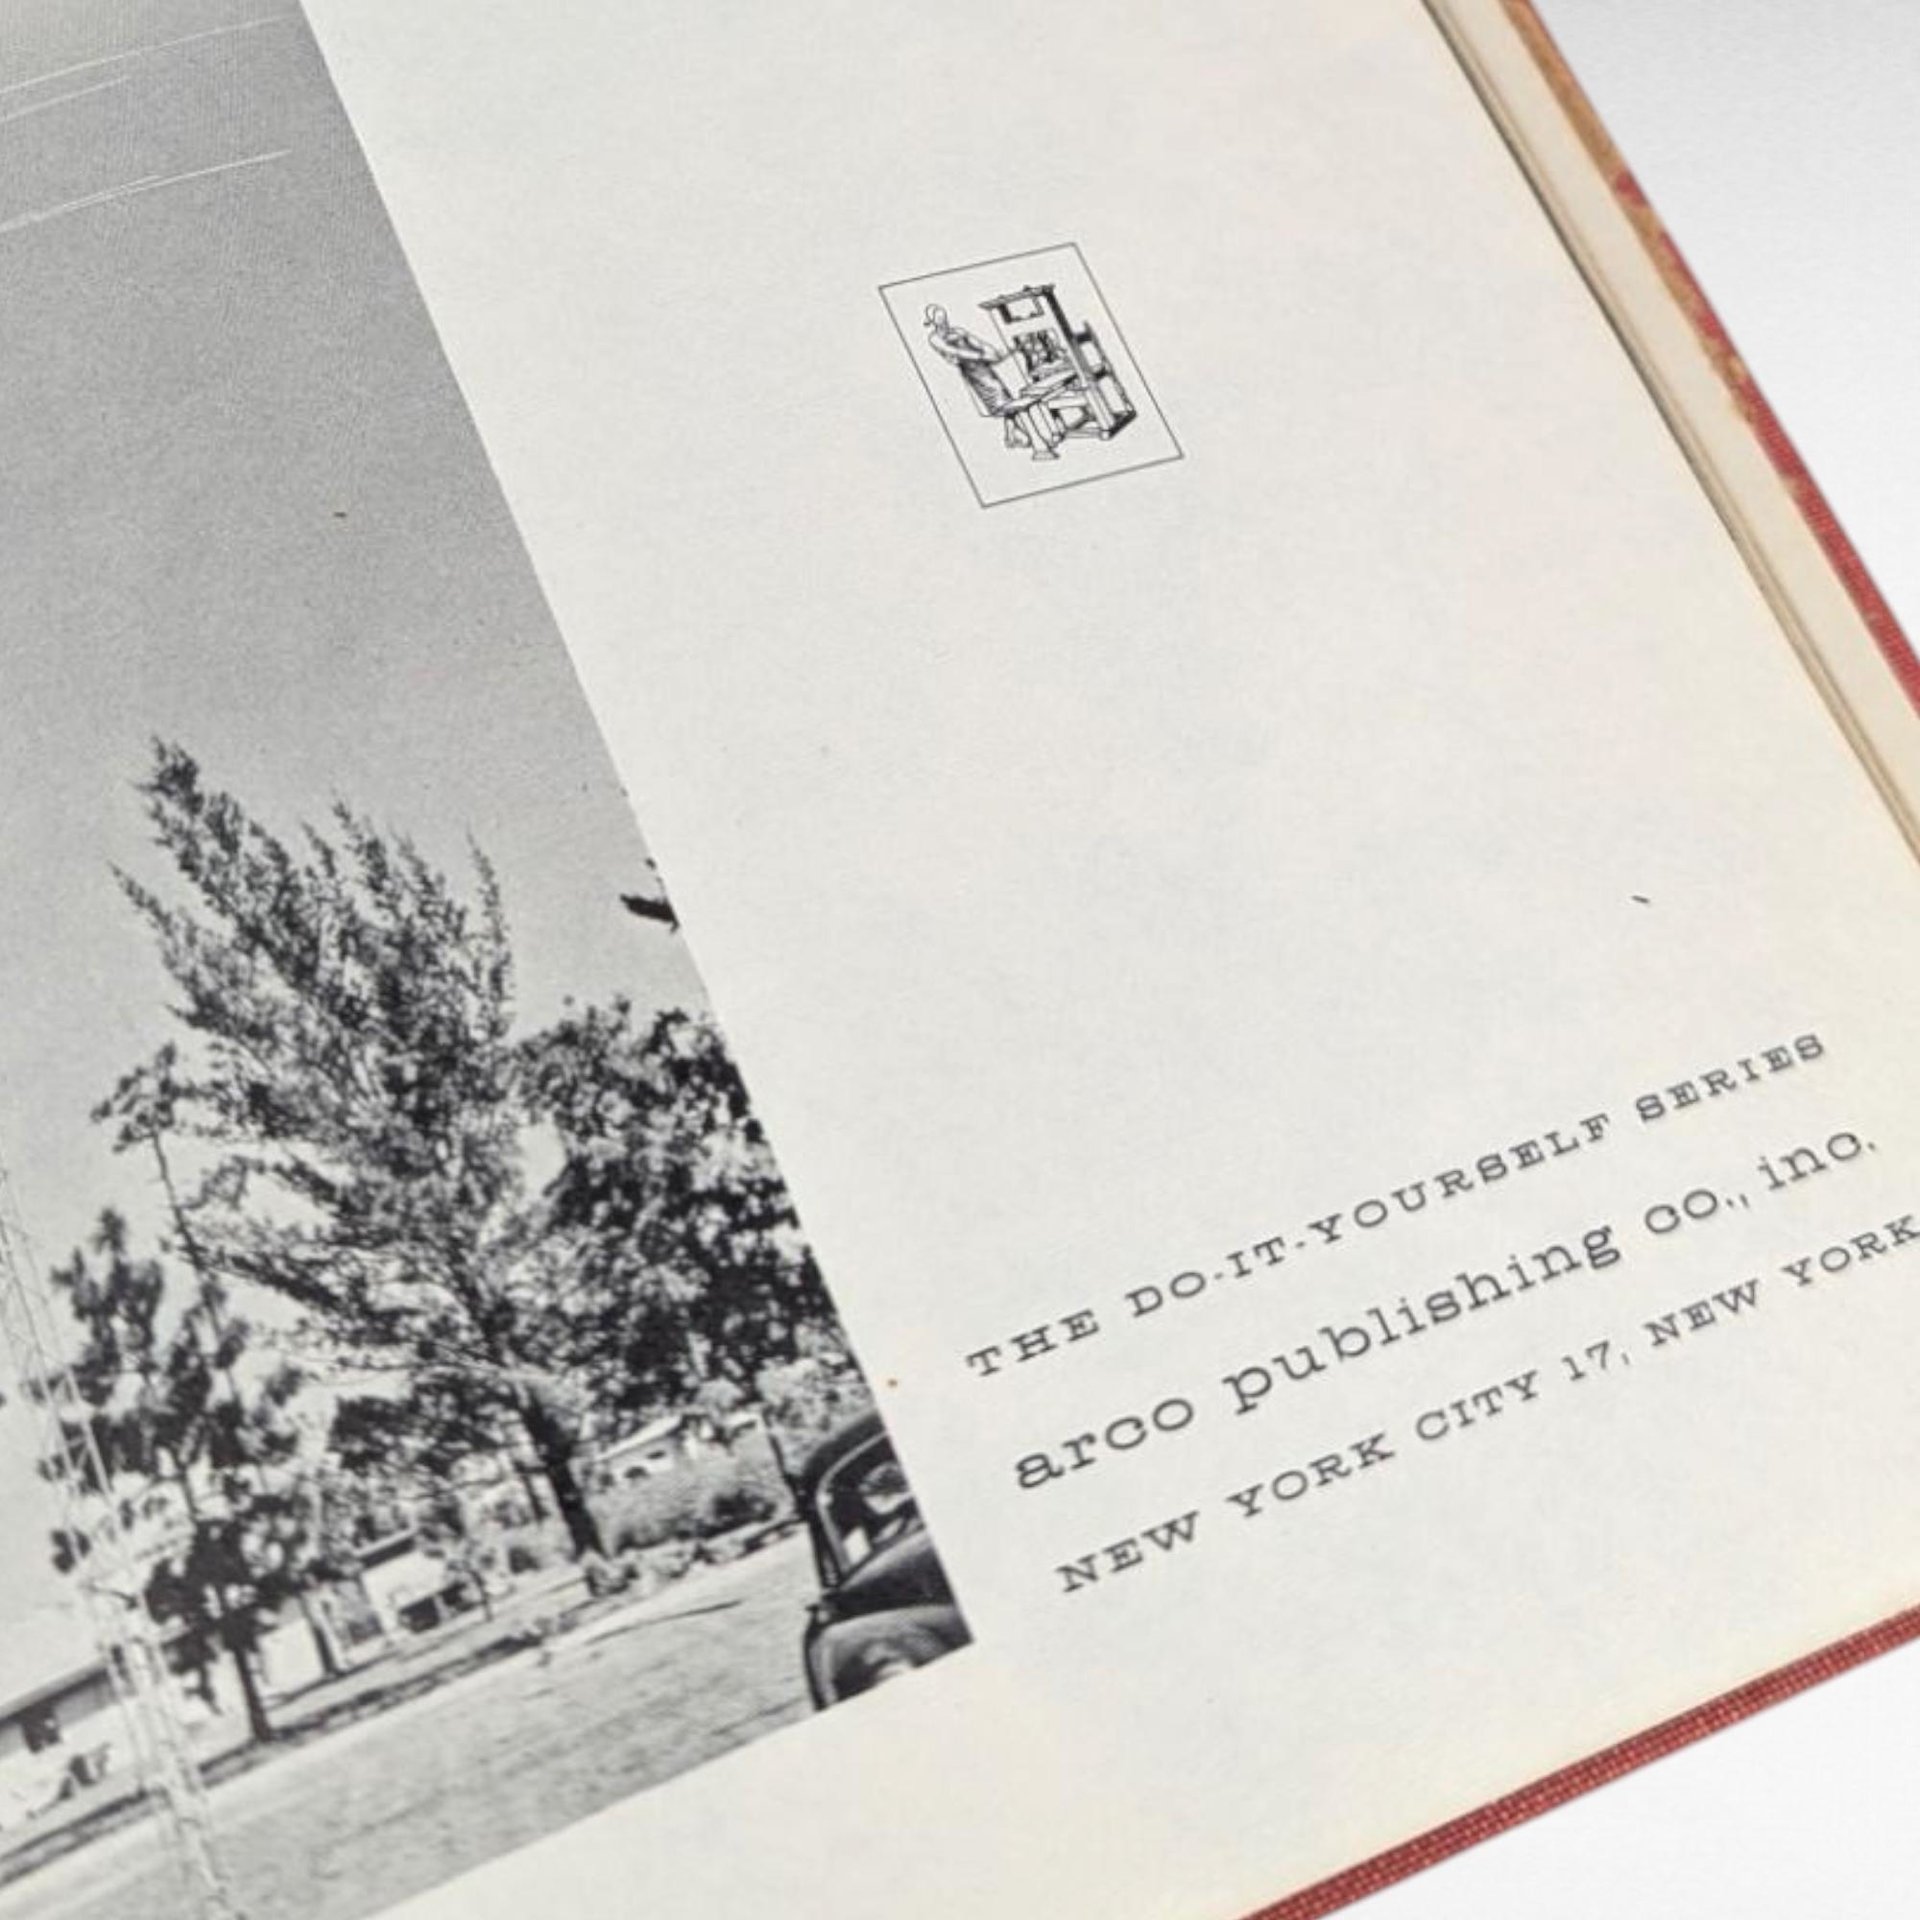 THE DO-IT-YOURSELF SERIES
arco publishing co., inc.
NEW YORK CITY 17, NEW YORK